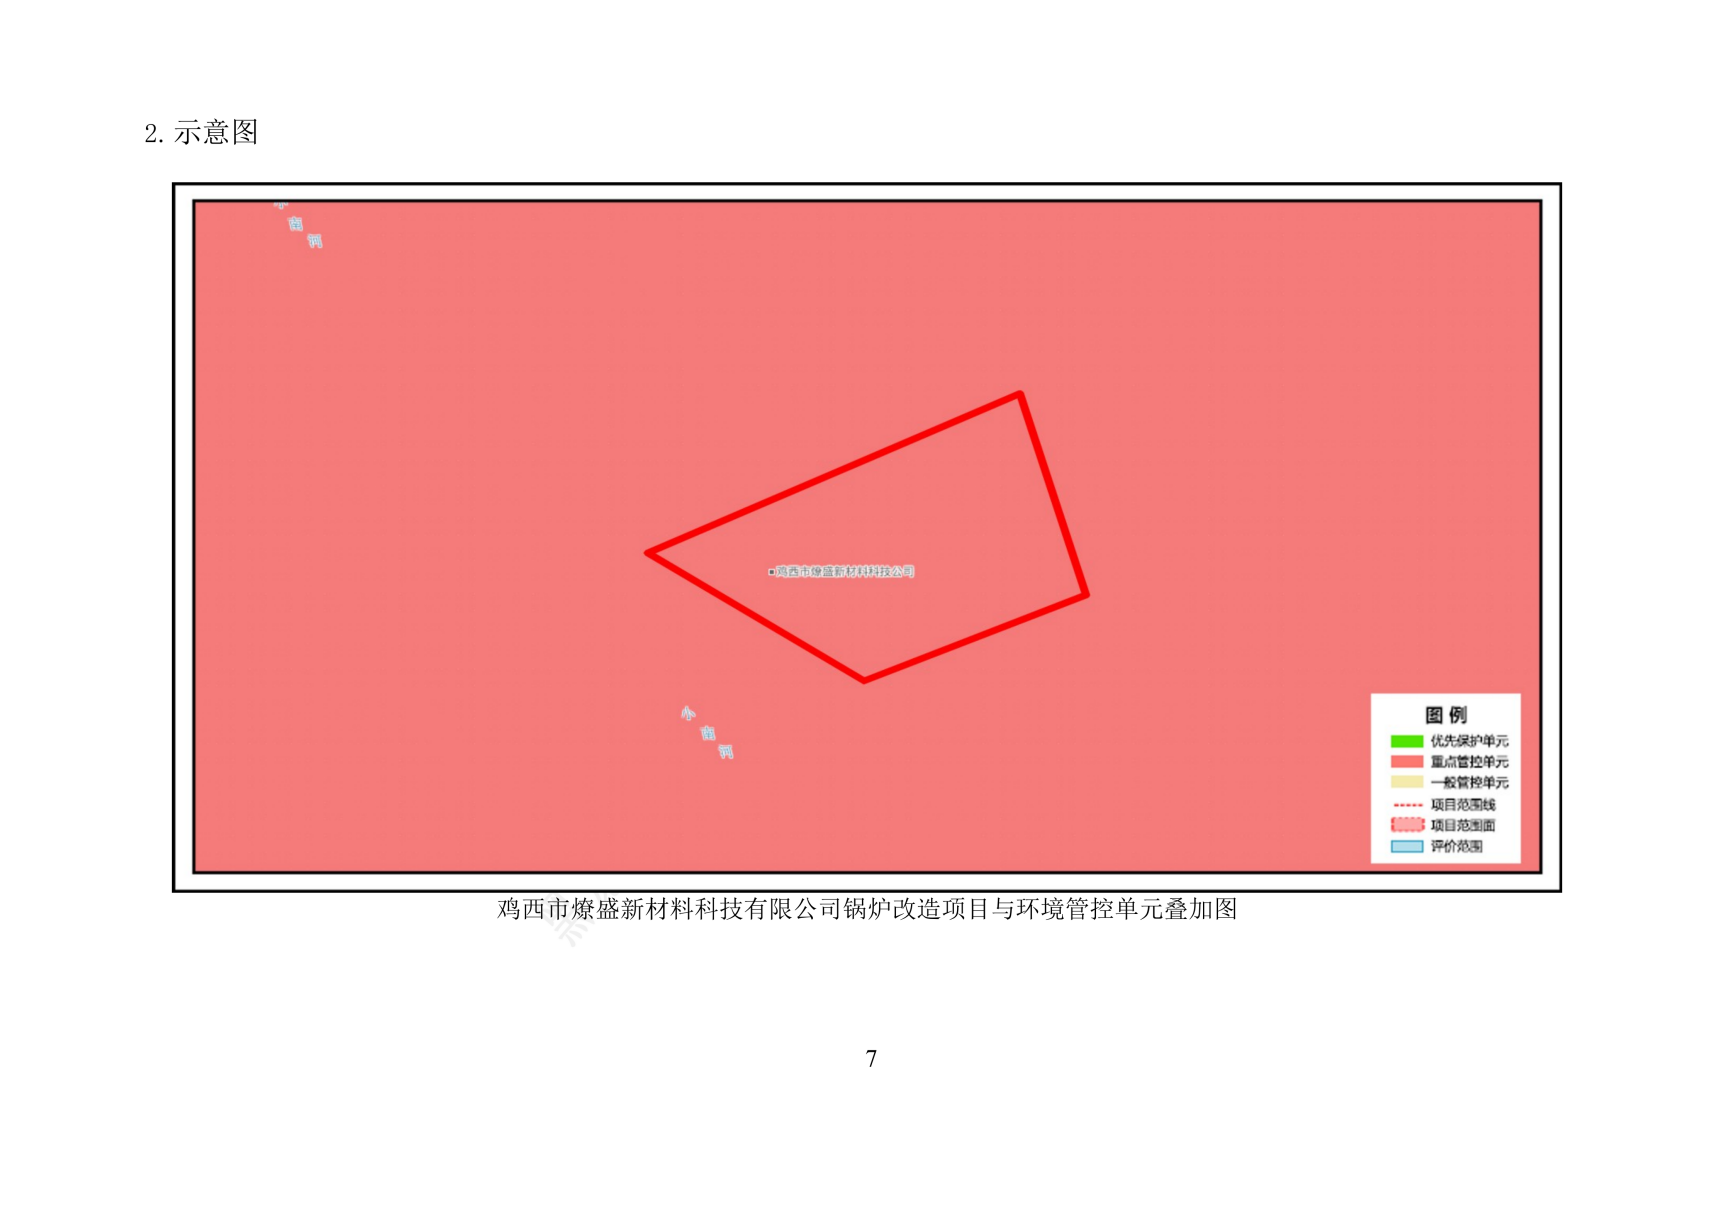 2. 示意图
南
河
▪鸡西市燎盛新材料科技公司
小
南
河
图 例
优先保护单元
重点管控单元
一般管控单元
项目范围线
项目范围面
评价范围
鸡西市燎盛新材料科技有限公司锅炉改造项目与环境管控单元叠加图
7